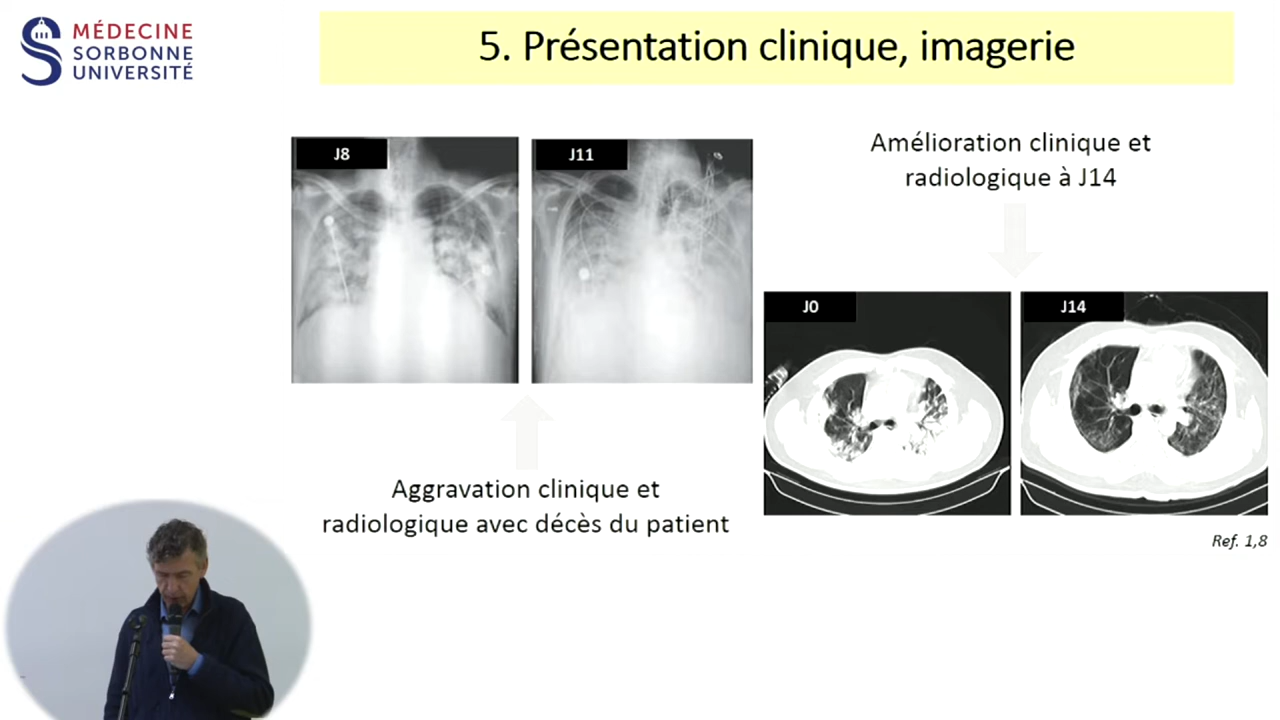 MÉDECINE
SORBONNE
UNIVERSITÉ
5. Présentation clinique, imagerie
J8
J11
Amélioration clinique et
radiologique à J14
J0
J14
Aggravation clinique et
radiologique avec décès du patient
Ref. 1,8